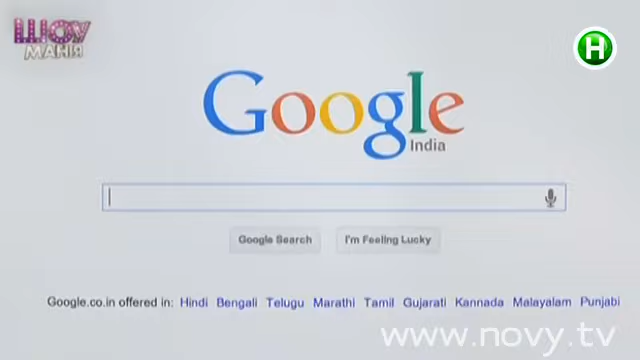 ШОУ
МАНІЯ
Н
Google
India
Google Search
I'm Feeling Lucky
Google.co.in offered in: Hindi Bengali Telugu Marathi Tamil Gujarati Kannada Malayalam Punjabi
www.novy.tv